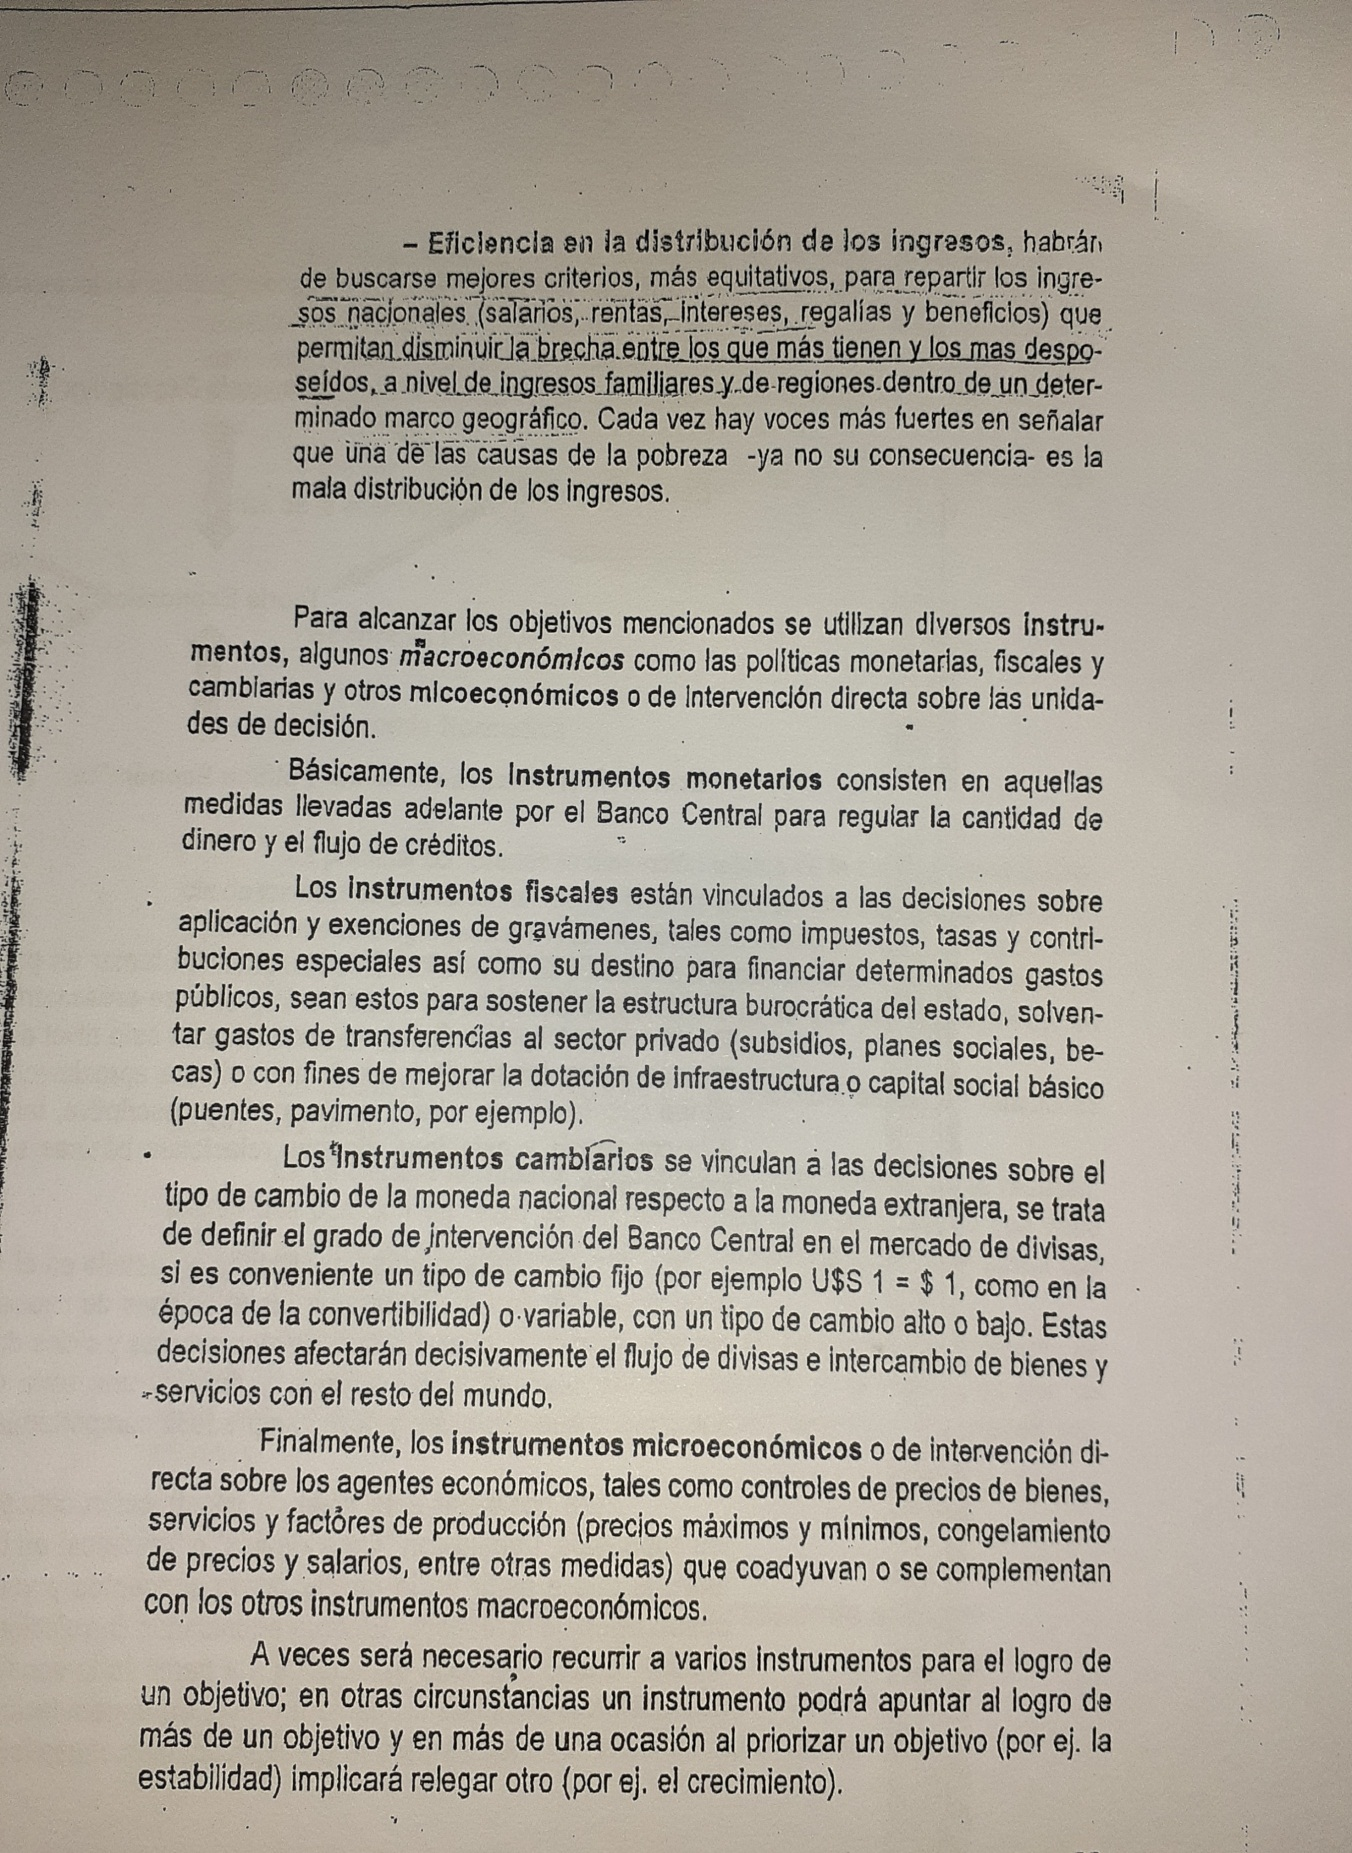 – Eficiencia en la distribución de los ingresos, habrán
de buscarse mejores criterios, más equitativos, para repartir los ingre-
sos nacionales (salarios, rentas, intereses, regalías y beneficios) que
permitan disminuir la brecha entre los que más tienen y los mas despo-
seídos, a nivel de ingresos familiares y de regiones dentro de un deter-
minado marco geográfico. Cada vez hay voces más fuertes en señalar
que una de las causas de la pobreza -ya no su consecuencia- es la
mala distribución de los ingresos.
Para alcanzar los objetivos mencionados se utilizan diversos instru-
mentos, algunos macroeconómicos como las políticas monetarias, fiscales y
cambiarias y otros micoeconómicos o de intervención directa sobre las unida-
des de decisión.
Básicamente, los instrumentos monetarios consisten en aquellas
medidas llevadas adelante por el Banco Central para regular la cantidad de
dinero y el flujo de créditos.
Los instrumentos fiscales están vinculados a las decisiones sobre
aplicación y exenciones de gravámenes, tales como impuestos, tasas y contri-
buciones especiales así como su destino para financiar determinados gastos
públicos, sean estos para sostener la estructura burocrática del estado, solven-
tar gastos de transferencias al sector privado (subsidios, planes sociales, be-
cas) o con fines de mejorar la dotación de infraestructura o capital social básico
(puentes, pavimento, por ejemplo).
Los instrumentos cambiarios se vinculan a las decisiones sobre el
tipo de cambio de la moneda nacional respecto a la moneda extranjera, se trata
de definir el grado de intervención del Banco Central en el mercado de divisas,
si es conveniente un tipo de cambio fijo (por ejemplo U$S 1 = $ 1, como en la
época de la convertibilidad) o variable, con un tipo de cambio alto o bajo. Estas
decisiones afectarán decisivamente el flujo de divisas e intercambio de bienes y
servicios con el resto del mundo.
Finalmente, los instrumentos microeconómicos o de intervención di-
recta sobre los agentes económicos, tales como controles de precios de bienes,
servicios y factores de producción (precios máximos y mínimos, congelamiento
de precios y salarios, entre otras medidas) que coadyuvan o se complementan
con los otros instrumentos macroeconómicos.
A veces será necesario recurrir a varios instrumentos para el logro de
un objetivo; en otras circunstancias un instrumento podrá apuntar al logro de
más de un objetivo y en más de una ocasión al priorizar un objetivo (por ej. la
estabilidad) implicará relegar otro (por ej. el crecimiento).